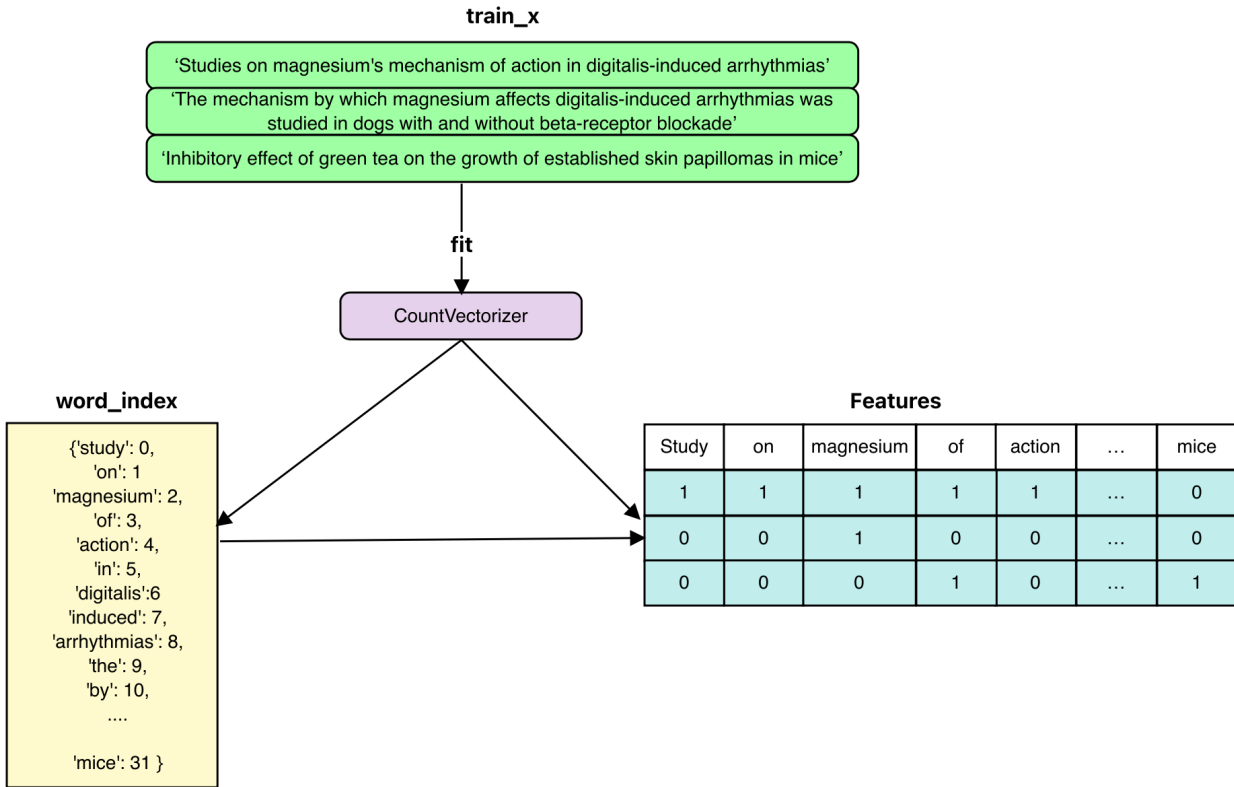 train_x
‘Studies on magnesium's mechanism of action in digitalis-induced arrhythmias’
‘The mechanism by which magnesium affects digitalis-induced arrhythmias was
studied in dogs with and without beta-receptor blockade’
‘Inhibitory effect of green tea on the growth of established skin papillomas in mice’
fit
CountVectorizer
word_index
{'study': 0,
'on': 1
'magnesium': 2,
'of': 3,
'action': 4,
'in': 5,
'digitalis':6
'induced': 7,
'arrhythmias': 8,
'the': 9,
'by': 10,
....
'mice': 31 }
Features
Study on magnesium of action ... mice
1 1 1 1 1 ... 0
0 0 1 0 0 ... 0
0 0 0 1 0 ... 1